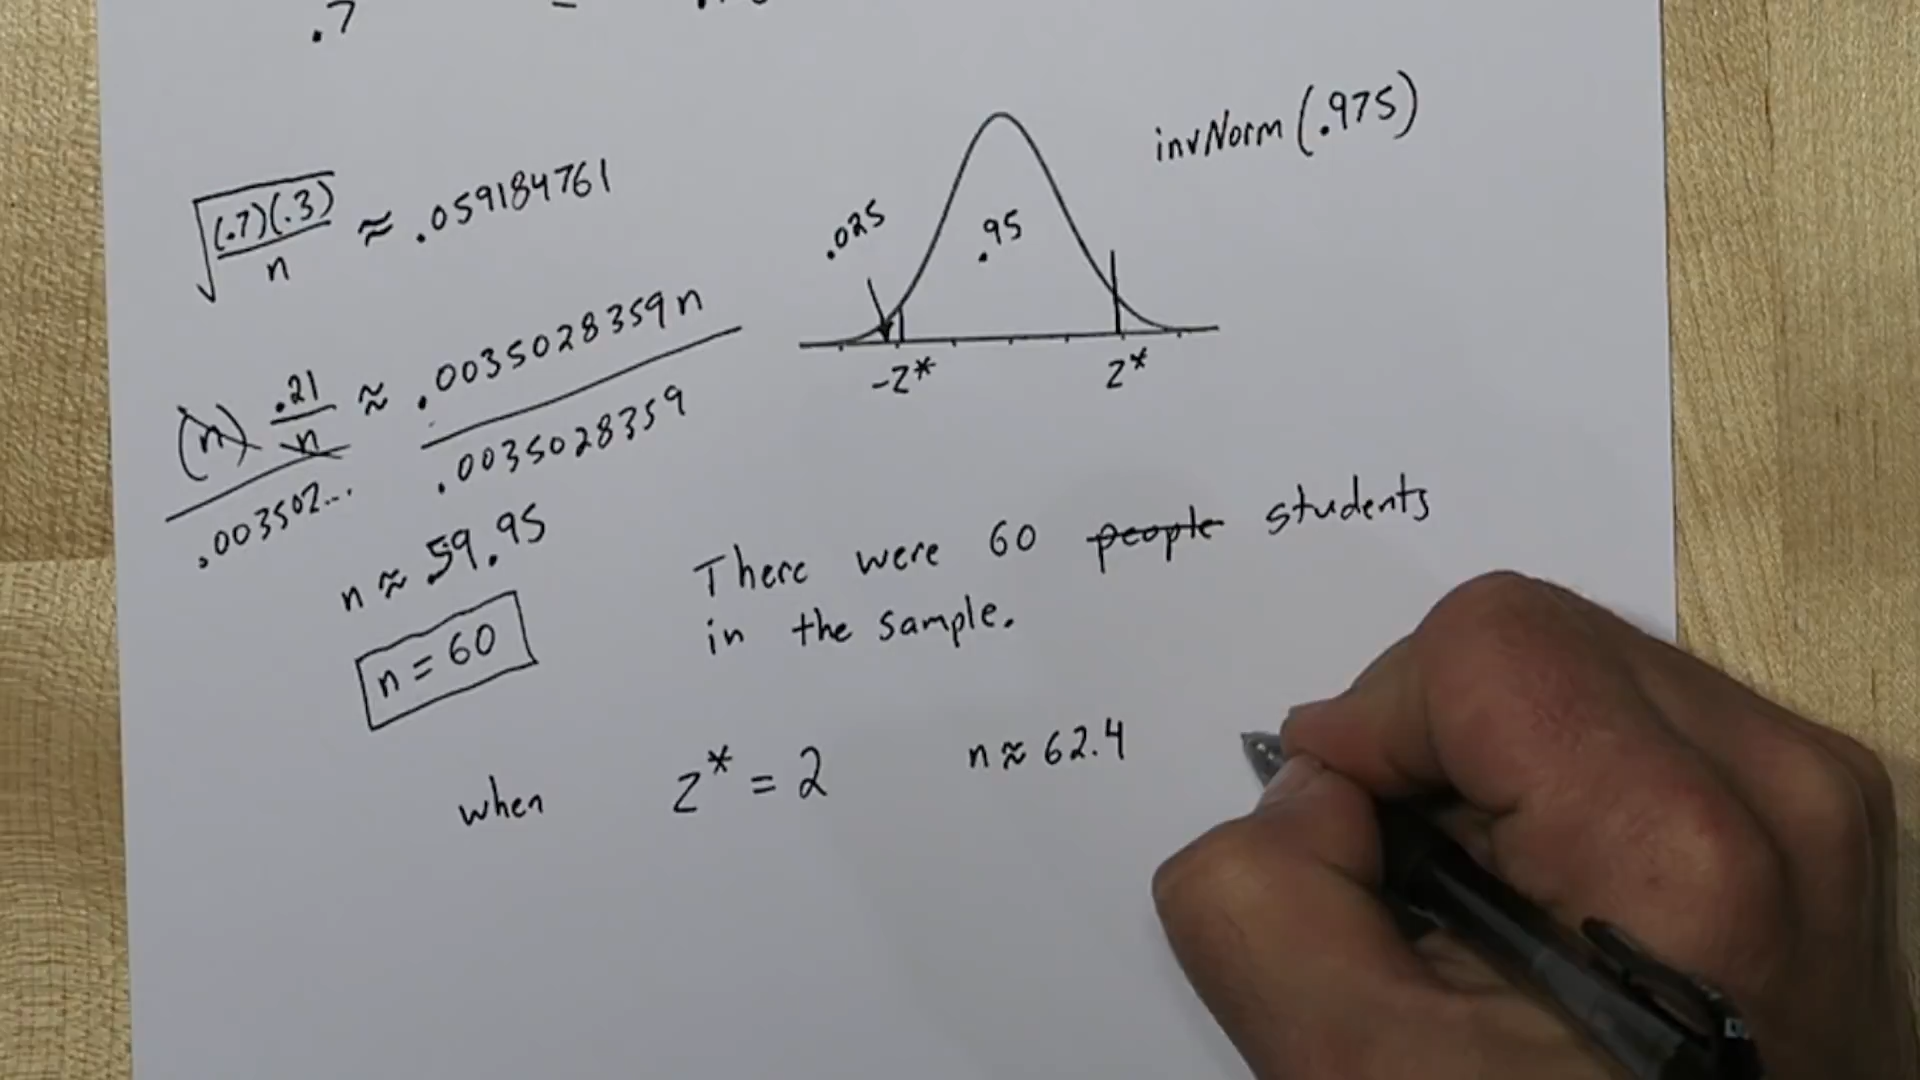 .7 =
invNorm (.975)
√(.7)(.3)/n ≈ .059184761
.025
.95
-z* z*
(n) .21/n ≈ .0035028359n
.003502... .0035028359
n ≈ 59.95
n = 60
There were 60 people students
in the sample.
when z* = 2 n ≈ 62.4